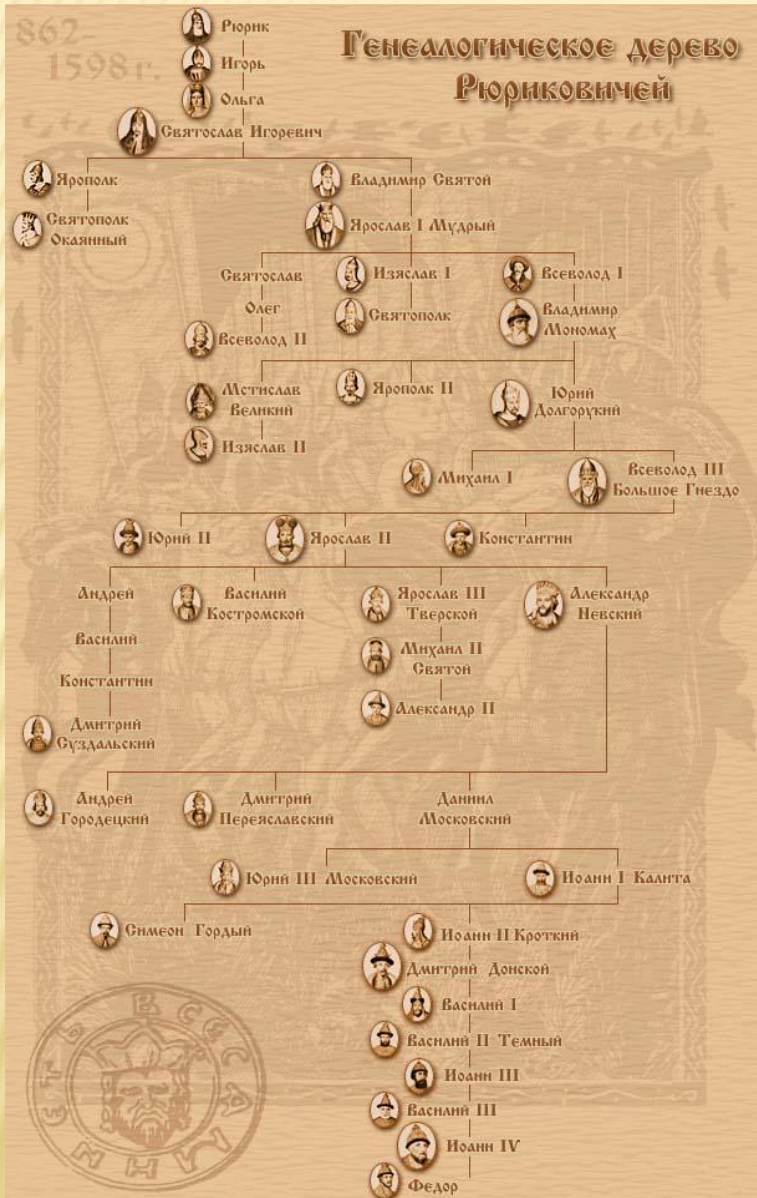 862-
1598 г.
Генеалогическое дерево
Рюриковичей
Рюрик
Игорь
Ольга
Святослав Игоревич
Ярополк
Владимир Святой
Святополк
Окаянный
Ярослав I Мудрый
Святослав
Изяслав I
Всеволод I
Олег
Святополк
Владимир
Мономах
Всеволод II
Мстислав
Великий
Ярополк II
Юрий
Долгорукий
Изяслав II
Михаил I
Всеволод III
Большое Гнездо
Юрий II
Ярослав II
Константин
Андрей
Василий
Костромской
Ярослав III
Тверской
Александр
Невский
Василий
Михаил II
Святой
Константин
Александр II
Дмитрий
Суздальский
Андрей
Городецкий
Дмитрий
Переяславский
Даниил
Московский
Юрий III Московский
Иоанн I Калита
Симеон Гордый
Иоанн II Кроткий
Дмитрий Донской
Василий I
Василий II Темный
Иоанн III
Василий III
Иоанн IV
Федор